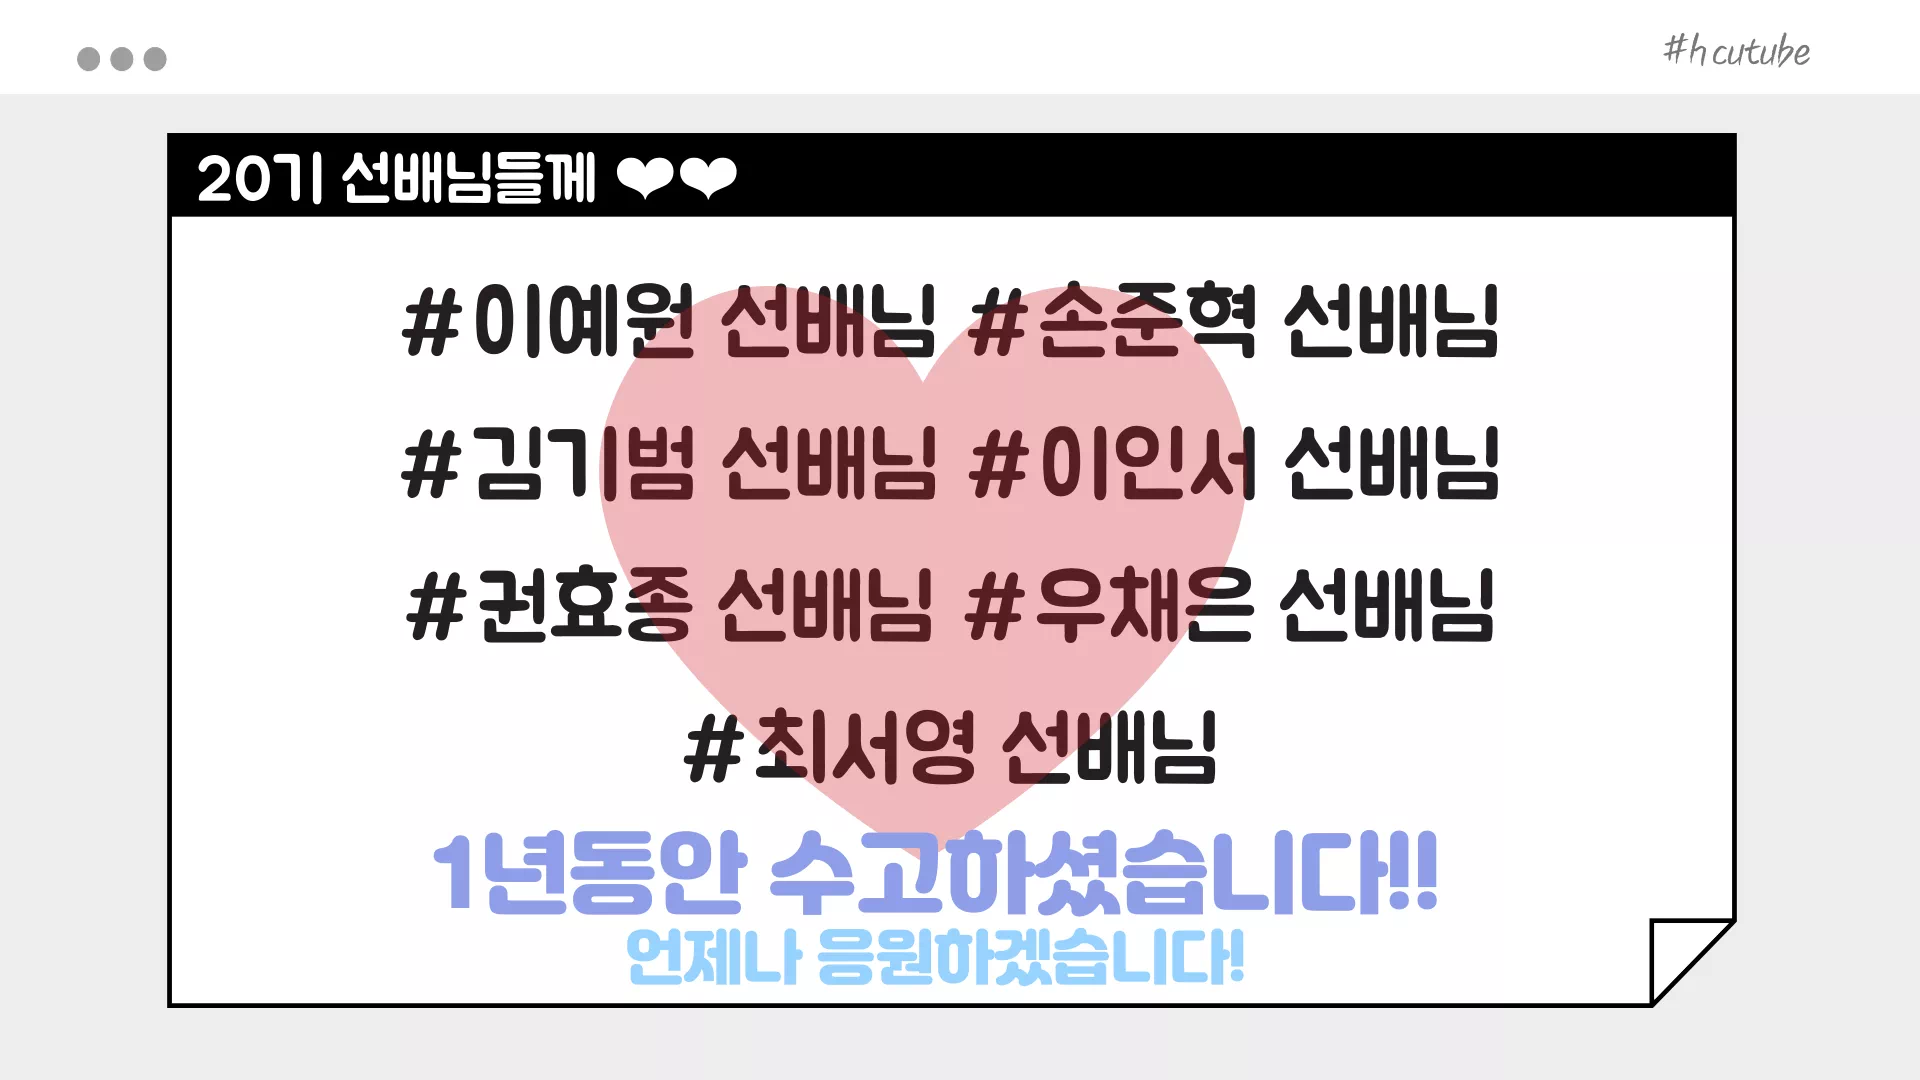 #hcutube
20기 선배님들께 ❤❤
#이예원 선배님 #손준혁 선배님
#김기범 선배님 #이인서 선배님
#권효종 선배님 #우채은 선배님
#최서영 선배님
1년동안 수고하셨습니다!!
언제나 응원하겠습니다!